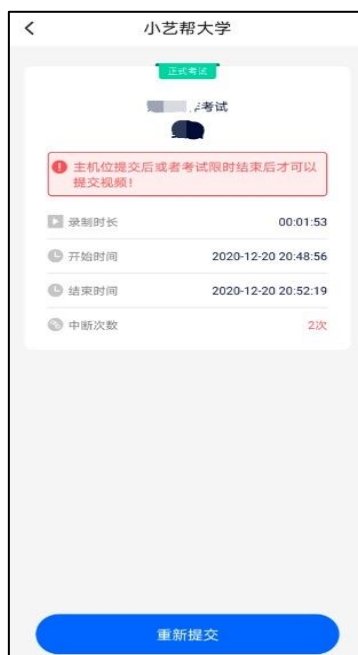 小艺帮大学
正式考试
考试
主机位提交后或者考试限时结束后才可以
提交视频！
录制时长 00:01:53
开始时间 2020-12-20 20:48:56
结束时间 2020-12-20 20:52:19
中断次数 2次
重新提交